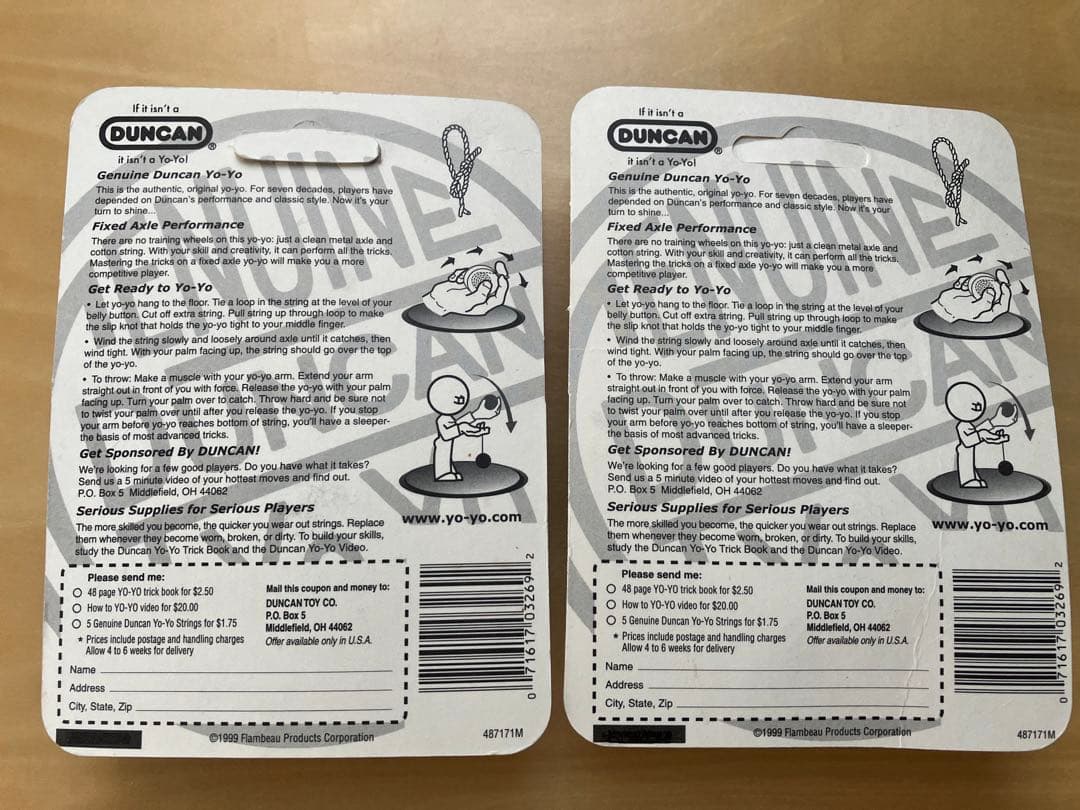 If it isn't a
DUNCAN®
it isn't a Yo-Yo!
Genuine Duncan Yo-Yo
This is the authentic, original yo-yo. For seven decades, players have
depended on Duncan's performance and classic style. Now it's your
turn to shine...
Fixed Axle Performance
There are no training wheels on this yo-yo: just a clean metal axle and
cotton string. With your skill and creativity, it can perform all the tricks.
Mastering the tricks on a fixed axle yo-yo will make you a more
competitive player.
Get Ready to Yo-Yo
• Let yo-yo hang to the floor. Tie a loop in the string at the level of your
belly button. Cut off extra string. Pull string up through loop to make
the slip knot that holds the yo-yo tight to your middle finger.
• Wind the string slowly and loosely around axle until it catches, then
wind tight. With your palm facing up, the string should go over the top
of the yo-yo.
• To throw: Make a muscle with your yo-yo arm. Extend your arm
straight out in front of you with force. Release the yo-yo with your palm
facing up. Turn your palm over to catch. Throw hard and be sure not
to twist your palm over until after you release the yo-yo. If you stop
your arm before yo-yo reaches bottom of string, you'll have a sleeper-
the basis of most advanced tricks.
Get Sponsored By DUNCAN!
We're looking for a few good players. Do you have what it takes?
Send us a 5 minute video of your hottest moves and find out.
P.O. Box 5 Middlefield, OH 44062
Serious Supplies for Serious Players
The more skilled you become, the quicker you wear out strings. Replace
them whenever they become worn, broken, or dirty. To build your skills,
study the Duncan Yo-Yo Trick Book and the Duncan Yo-Yo Video.
www.yo-yo.com
Please send me:
48 page YO-YO trick book for $2.50
How to YO-YO video for $20.00
5 Genuine Duncan Yo-Yo Strings for $1.75
* Prices include postage and handling charges
Allow 4 to 6 weeks for delivery
Mail this coupon and money to:
DUNCAN TOY CO.
P.O. Box 5
Middlefield, OH 44062
Offer available only in U.S.A.
Name
Address
City, State, Zip
0 71617 03269 2
©1999 Flambeau Products Corporation
487171M
If it isn't a
DUNCAN®
it isn't a Yo-Yo!
Genuine Duncan Yo-Yo
This is the authentic, original yo-yo. For seven decades, players have
depended on Duncan's performance and classic style. Now it's your
turn to shine...
Fixed Axle Performance
There are no training wheels on this yo-yo: just a clean metal axle and
cotton string. With your skill and creativity, it can perform all the tricks.
Mastering the tricks on a fixed axle yo-yo will make you a more
competitive player.
Get Ready to Yo-Yo
• Let yo-yo hang to the floor. Tie a loop in the string at the level of your
belly button. Cut off extra string. Pull string up through loop to make
the slip knot that holds the yo-yo tight to your middle finger.
• Wind the string slowly and loosely around axle until it catches, then
wind tight. With your palm facing up, the string should go over the top
of the yo-yo.
• To throw: Make a muscle with your yo-yo arm. Extend your arm
straight out in front of you with force. Release the yo-yo with your palm
facing up. Turn your palm over to catch. Throw hard and be sure not
to twist your palm over until after you release the yo-yo. If you stop
your arm before yo-yo reaches bottom of string, you'll have a sleeper-
the basis of most advanced tricks.
Get Sponsored By DUNCAN!
We're looking for a few good players. Do you have what it takes?
Send us a 5 minute video of your hottest moves and find out.
P.O. Box 5 Middlefield, OH 44062
Serious Supplies for Serious Players
The more skilled you become, the quicker you wear out strings. Replace
them whenever they become worn, broken, or dirty. To build your skills,
study the Duncan Yo-Yo Trick Book and the Duncan Yo-Yo Video.
www.yo-yo.com
Please send me:
48 page YO-YO trick book for $2.50
How to YO-YO video for $20.00
5 Genuine Duncan Yo-Yo Strings for $1.75
* Prices include postage and handling charges
Allow 4 to 6 weeks for delivery
Mail this coupon and money to:
DUNCAN TOY CO.
P.O. Box 5
Middlefield, OH 44062
Offer available only in U.S.A.
Name
Address
City, State, Zip
0 71617 03269 2
©1999 Flambeau Products Corporation
487171M